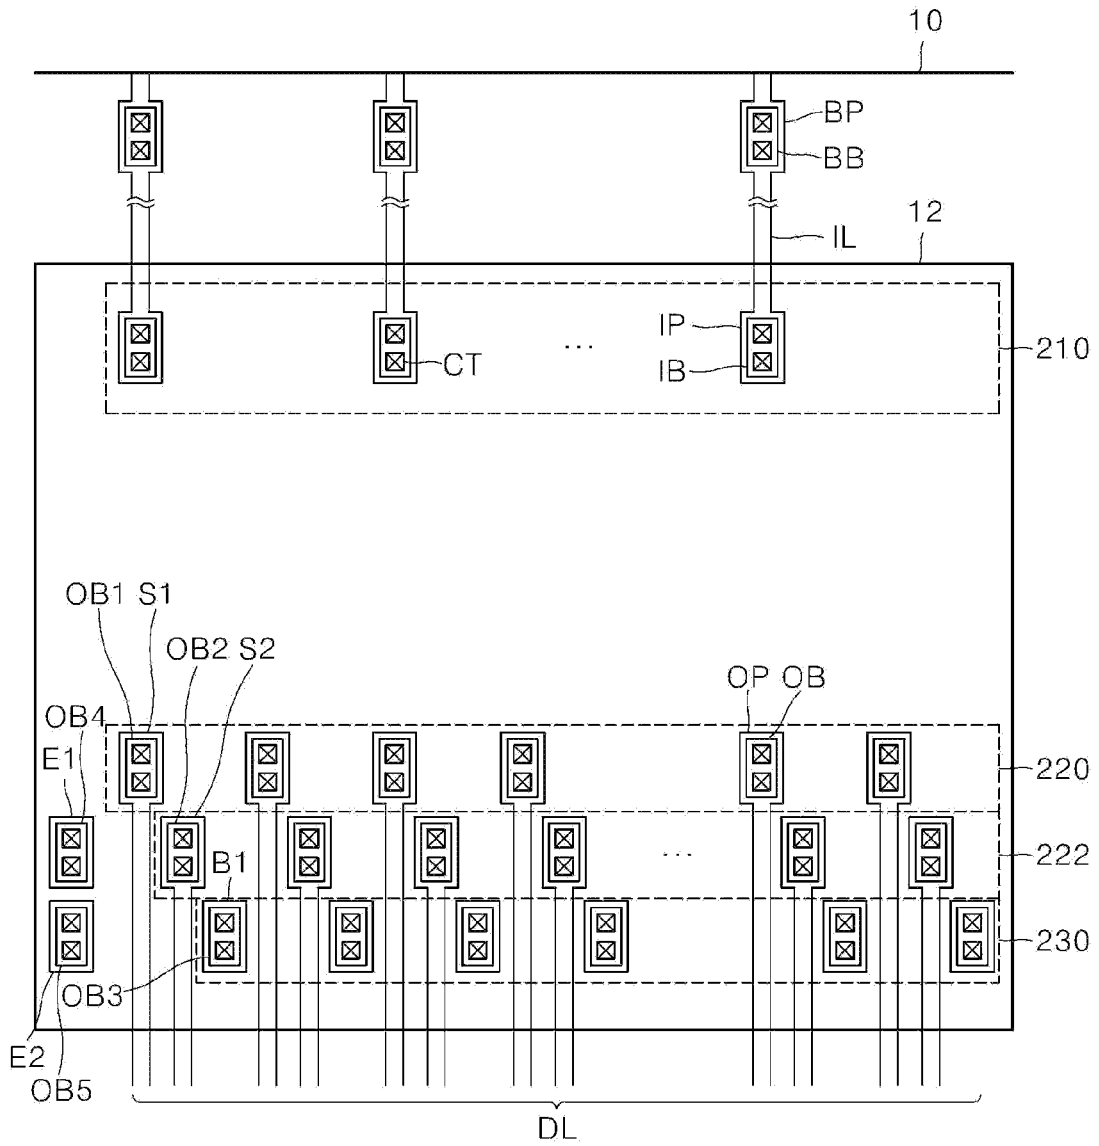 10
BP
BB
12
IL
IP
210
...
CT
IB
OB1 S1
OB2 S2
OP OB
OB4
E1
220
B1
...
222
230
OB3
E2
OB5
DL